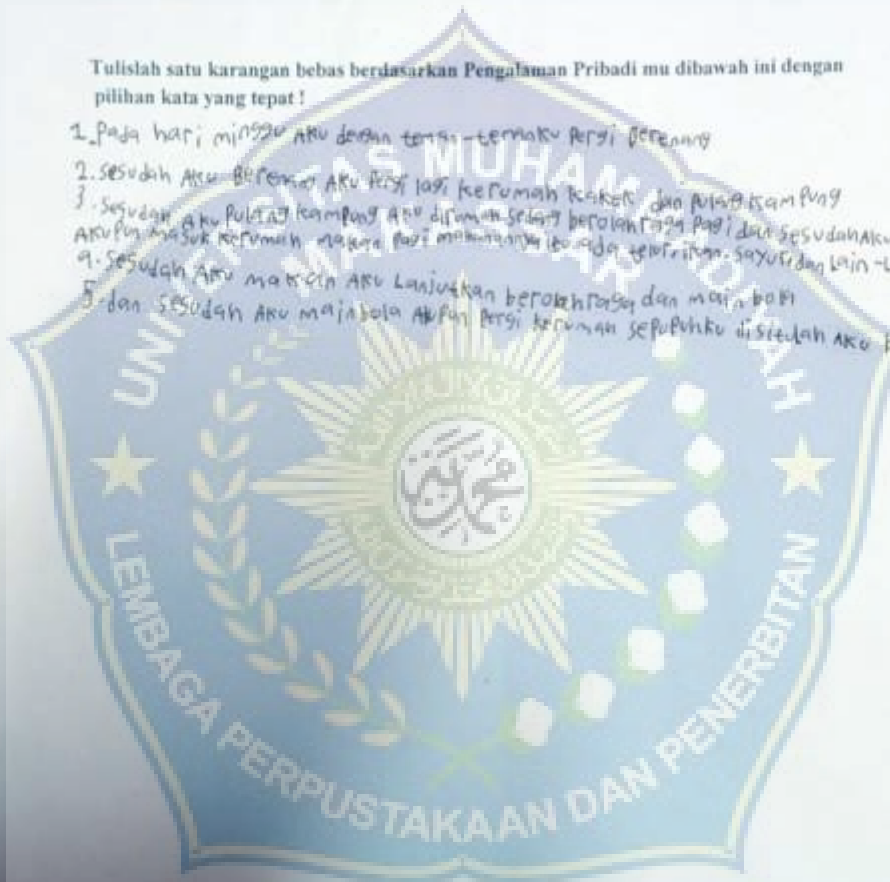 Tulislah satu karangan bebas berdasarkan Pengalaman Pribadi mu dibawah ini dengan
pilihan kata yang tepat !
1. Pada hari minggu Aku dengan teman-temanku Pergi berenang
2. Sesudah Aku Berenang Aku Pergi lagi kerumah kakek dan Pulang kampung
3. Sesudah Aku Pulang kampung Aku dirumah berolahraga Pagi dan Sesudah Aku
Akupun masuk kerumah makan Pagi makanannya itu ada telur, ikan, sayur, dan Lain-L
4. Sesudah Aku makan Aku Lanjutkan berolahraga dan main bola
5. dan sesudah Aku main bola Akupun Pergi kerumah sepupuhku disitulah Aku
UNIVERSITAS MUHAMMADIYAH
MAKASSAR
محمد
LEMBAGA PERPUSTAKAAN DAN PENERBITAN